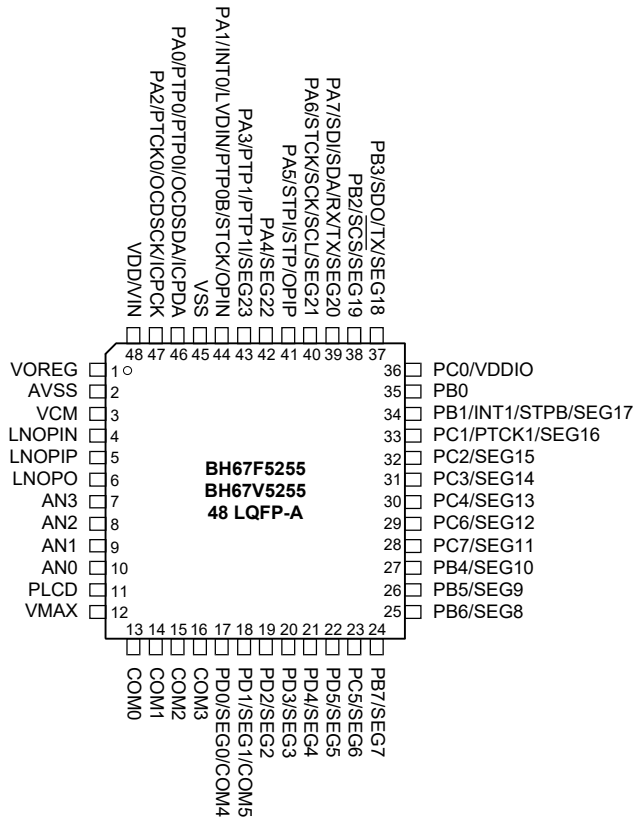 VDD/VIN
PA2/PTCK0/OCDSCK/ICPCK
PA0/PTP0/PTP0I/OCDSDA/ICPDA
VSS
PA1/INT0/LVDIN/PTP0B/STCK/OPIN
PA3/PTP1/PTP1I/SEG23
PA4/SEG22
PA5/STPI/STP/OPIP
PA6/STCK/SCK/SCL/SEG21
PA7/SDI/SDA/RX/TX/SEG20
PB2/SCS/SEG19
PB3/SDO/TX/SEG18
48 47 46 45 44 43 42 41 40 39 38 37
VOREG 1
AVSS 2
VCM 3
LNOPIN 4
LNOPIP 5
LNOPO 6
AN3 7
AN2 8
AN1 9
AN0 10
PLCD 11
VMAX 12
BH67F5255
BH67V5255
48 LQFP-A
36 PC0/VDDIO
35 PB0
34 PB1/INT1/STPB/SEG17
33 PC1/PTCK1/SEG16
32 PC2/SEG15
31 PC3/SEG14
30 PC4/SEG13
29 PC6/SEG12
28 PC7/SEG11
27 PB4/SEG10
26 PB5/SEG9
25 PB6/SEG8
13 14 15 16 17 18 19 20 21 22 23 24
COM0
COM1
COM2
COM3
PD0/SEG0/COM4
PD1/SEG1/COM5
PD2/SEG2
PD3/SEG3
PD4/SEG4
PD5/SEG5
PC5/SEG6
PB7/SEG7